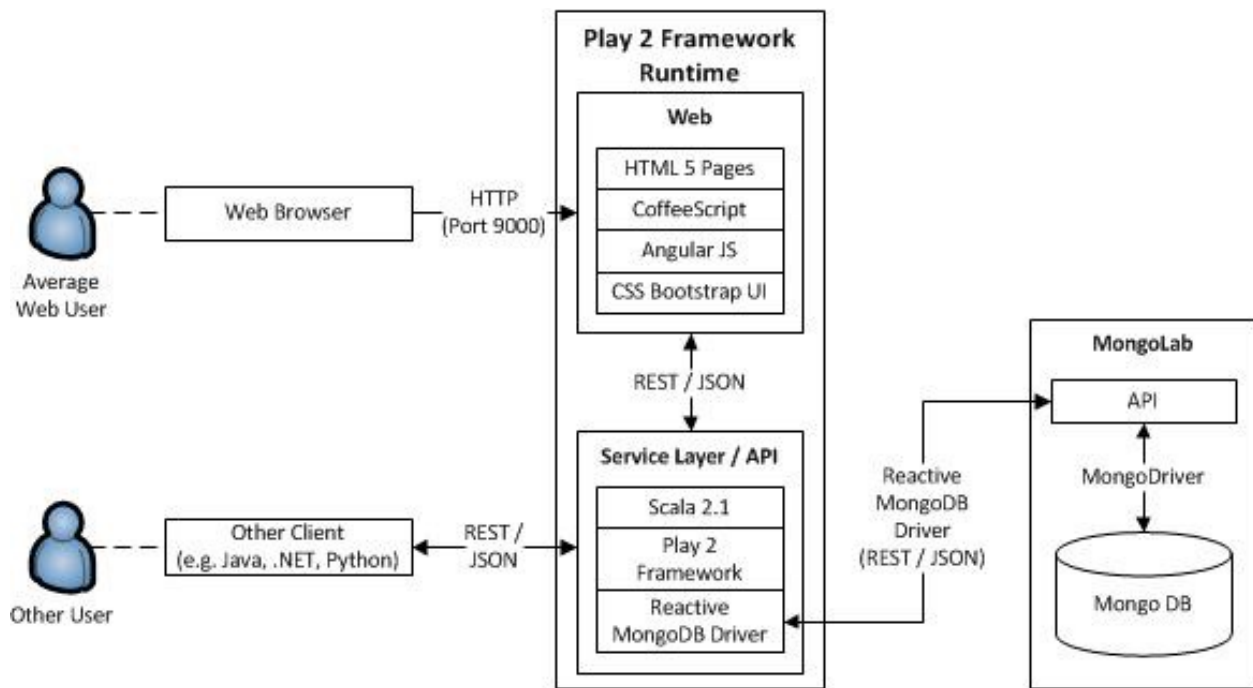 Play 2 Framework
Runtime
Web
HTML 5 Pages
CoffeeScript
Angular JS
CSS Bootstrap UI
Web Browser
HTTP
(Port 9000)
Average
Web User
REST / JSON
Service Layer / API
Scala 2.1
Play 2
Framework
Reactive
MongoDB Driver
Other Client
(e.g. Java, .NET, Python)
REST /
JSON
Other User
Reactive
MongoDB
Driver
(REST / JSON)
MongoLab
API
MongoDriver
Mongo DB